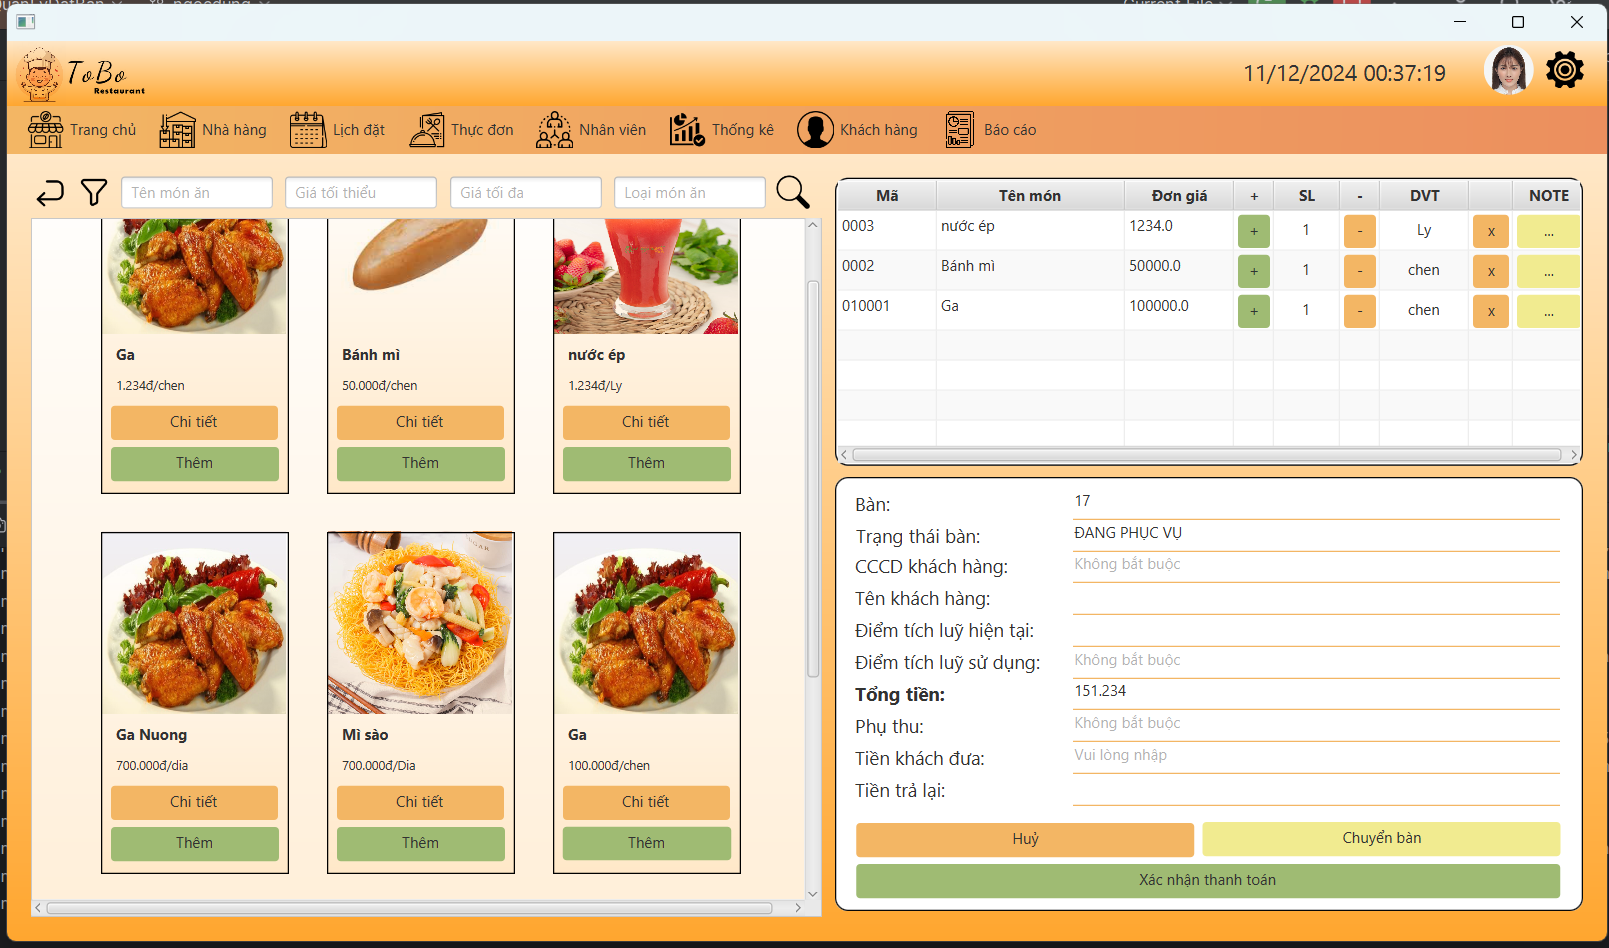 Current File
ToBo
Restaurant
11/12/2024 00:37:19
Trang chủ
Nhà hàng
Lịch đặt
Thực đơn
Nhân viên
Thống kê
Khách hàng
Báo cáo
Tên món ăn
Giá tối thiểu
Giá tối đa
Loại món ăn
Ga
1.234đ/chen
Chi tiết
Thêm
Bánh mì
50.000đ/chen
Chi tiết
Thêm
nước ép
1.234đ/Ly
Chi tiết
Thêm
Ga Nuong
700.000đ/dia
Chi tiết
Thêm
Mì sào
700.000đ/Dia
Chi tiết
Thêm
Ga
100.000đ/chen
Chi tiết
Thêm
Mã Tên món Đơn giá + SL - DVT NOTE
0003 nước ép 1234.0 + 1 - Ly x ...
0002 Bánh mì 50000.0 + 1 - chen x ...
010001 Ga 100000.0 + 1 - chen x ...
Bàn: 17
Trạng thái bàn: ĐANG PHỤC VỤ
CCCD khách hàng: Không bắt buộc
Tên khách hàng:
Điểm tích luỹ hiện tại:
Điểm tích luỹ sử dụng: Không bắt buộc
Tổng tiền: 151.234
Phụ thu: Không bắt buộc
Tiền khách đưa: Vui lòng nhập
Tiền trả lại:
Huỷ
Chuyển bàn
Xác nhận thanh toán